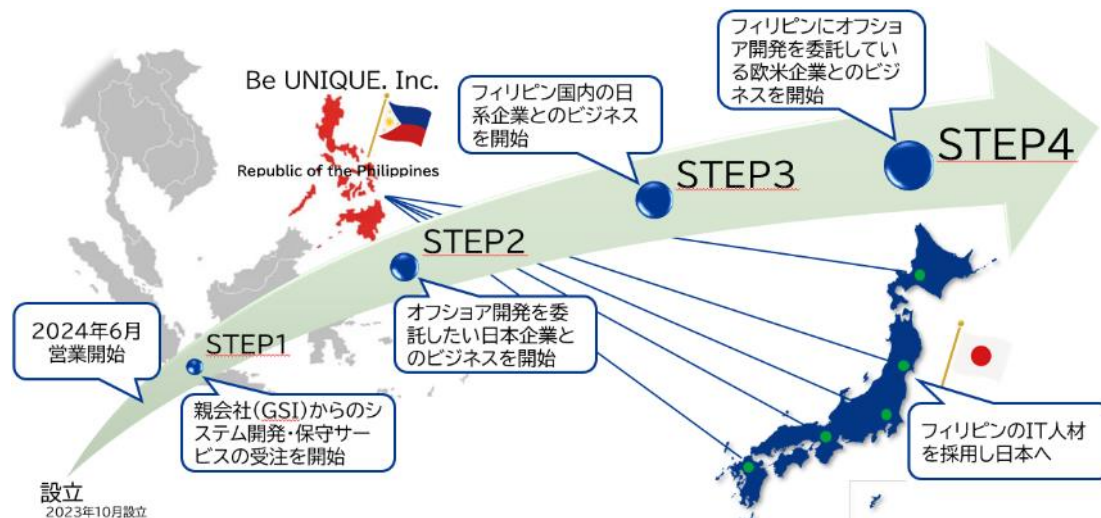 Be UNIQUE. Inc.
Republic of the Philippines
設立
2023年10月設立
2024年6月
営業開始
STEP1
親会社(GSI)からのシ
ステム開発・保守サー
ビスの受注を開始
STEP2
オフショア開発を委
託したい日本企業と
のビジネスを開始
STEP3
フィリピン国内の日
系企業とのビジネス
を開始
STEP4
フィリピンにオフショ
ア開発を委託してい
る欧米企業とのビジ
ネスを開始
フィリピンのIT人材
を採用し日本へ